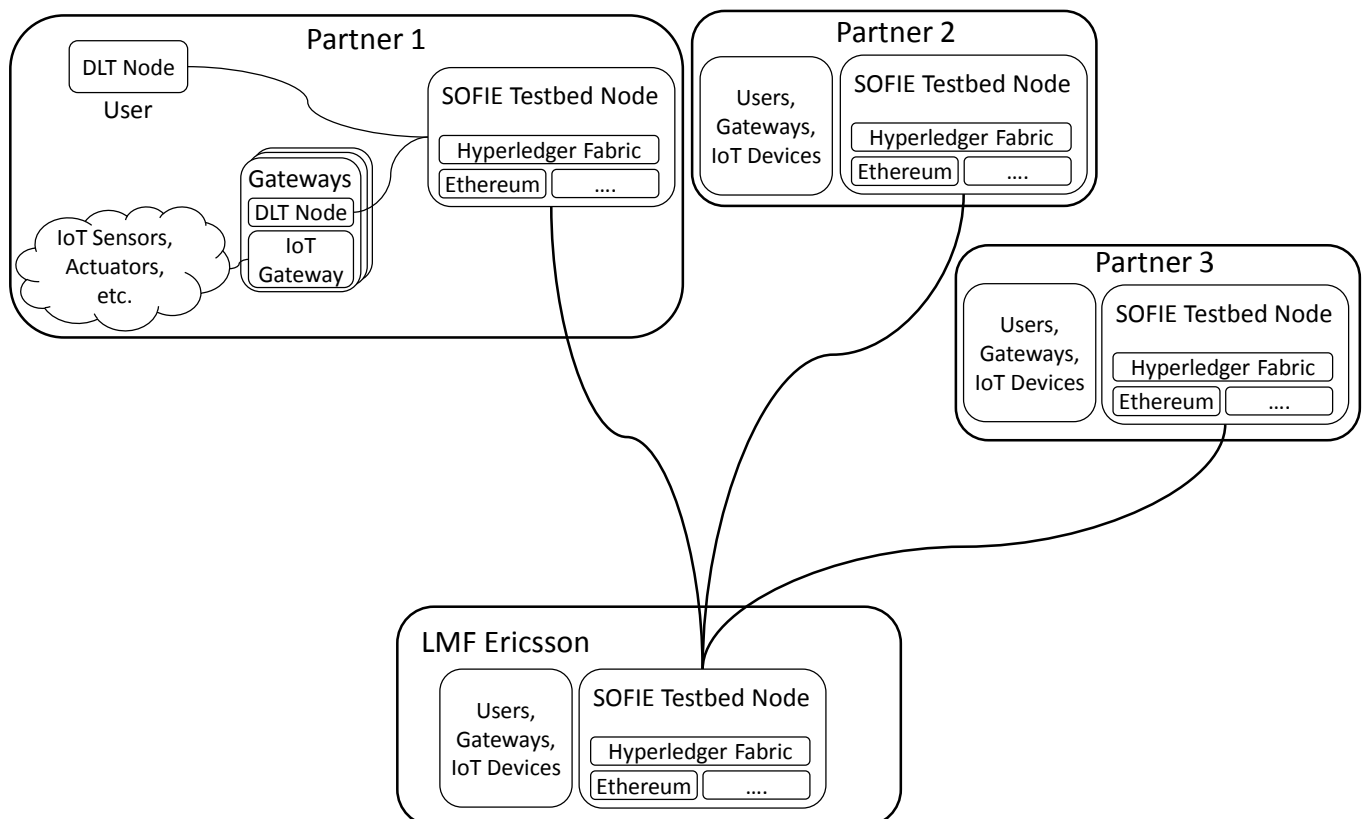 Partner 1
DLT Node
User
SOFIE Testbed Node
Hyperledger Fabric
Ethereum
....
Gateways
DLT Node
IoT
Gateway
IoT Sensors,
Actuators,
etc.
Partner 2
Users,
Gateways,
IoT Devices
SOFIE Testbed Node
Hyperledger Fabric
Ethereum
....
Partner 3
Users,
Gateways,
IoT Devices
SOFIE Testbed Node
Hyperledger Fabric
Ethereum
....
LMF Ericsson
Users,
Gateways,
IoT Devices
SOFIE Testbed Node
Hyperledger Fabric
Ethereum
....